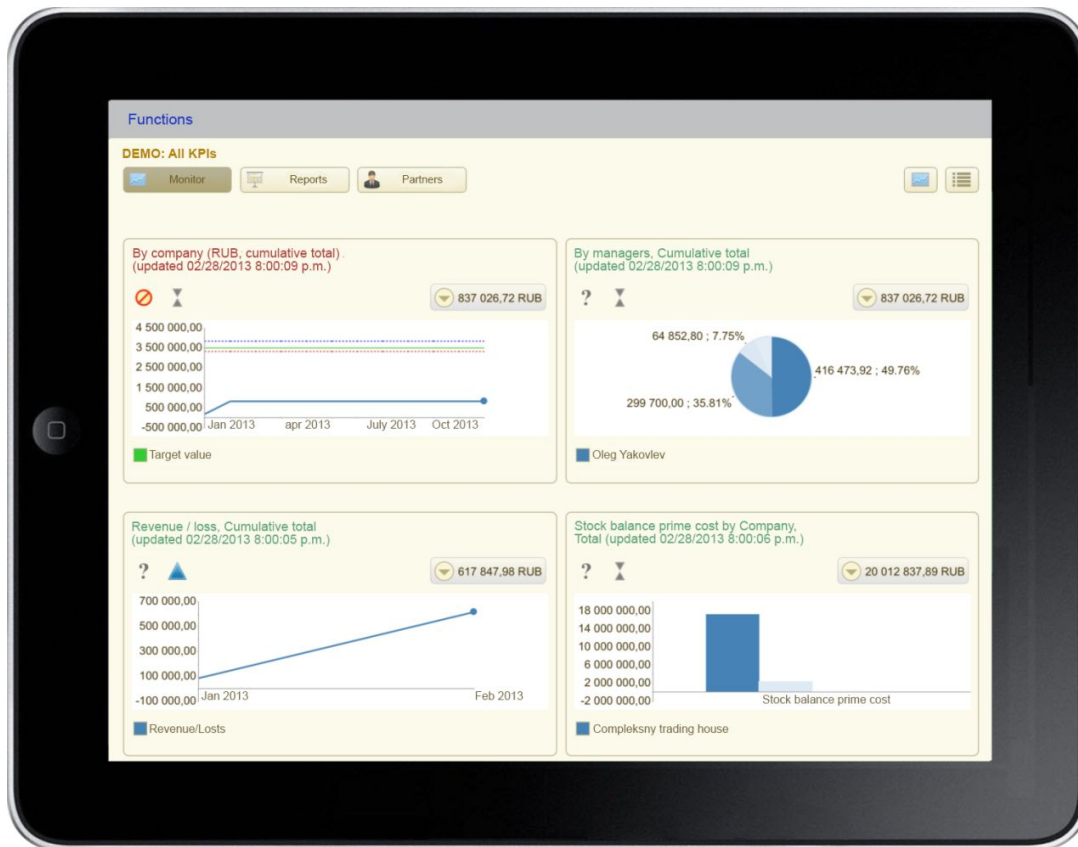 Functions
DEMO: All KPIs
Monitor
Reports
Partners
By company (RUB, cumulative total)
(updated 02/28/2013 8:00:09 p.m.)
837 026,72 RUB
4 500 000,00
3 500 000,00
2 500 000,00
1 500 000,00
500 000,00
-500 000,00
Jan 2013 apr 2013 July 2013 Oct 2013
Target value
By managers, Cumulative total
(updated 02/28/2013 8:00:09 p.m.)
?
837 026,72 RUB
64 852,80 ; 7.75%
416 473,92 ; 49.76%
299 700,00 ; 35.81%
Oleg Yakovlev
Revenue / loss, Cumulative total
(updated 02/28/2013 8:00:05 p.m.)
?
617 847,98 RUB
700 000,00
500 000,00
300 000,00
100 000,00
-100 000,00
Jan 2013 Feb 2013
Revenue/Losts
Stock balance prime cost by Company,
Total (updated 02/28/2013 8:00:06 p.m.)
?
20 012 837,89 RUB
18 000 000,00
14 000 000,00
10 000 000,00
6 000 000,00
2 000 000,00
-2 000 000,00
Stock balance prime cost
Compleksny trading house